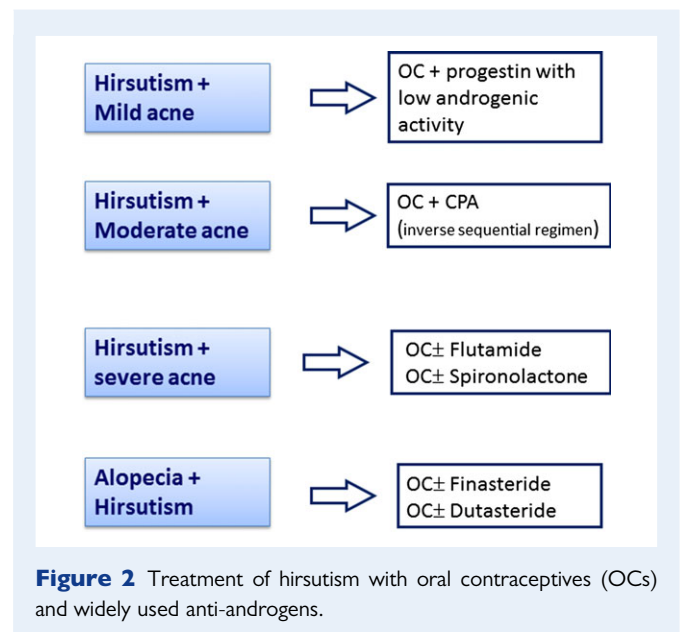 Hirsutism +
Mild acne
OC + progestin with
low androgenic
activity
Hirsutism +
Moderate acne
OC + CPA
(inverse sequential regimen)
Hirsutism +
severe acne
OC± Flutamide
OC± Spironolactone
Alopecia +
Hirsutism
OC± Finasteride
OC± Dutasteride
Figure 2 Treatment of hirsutism with oral contraceptives (OCs)
and widely used anti-androgens.